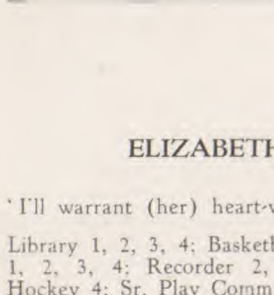 ELIZABETH
'I'll warrant (her) heart-
Library 1, 2, 3, 4; Basketb
1, 2, 3, 4; Recorder 2,
Hockey 4; Sr. Play Comm